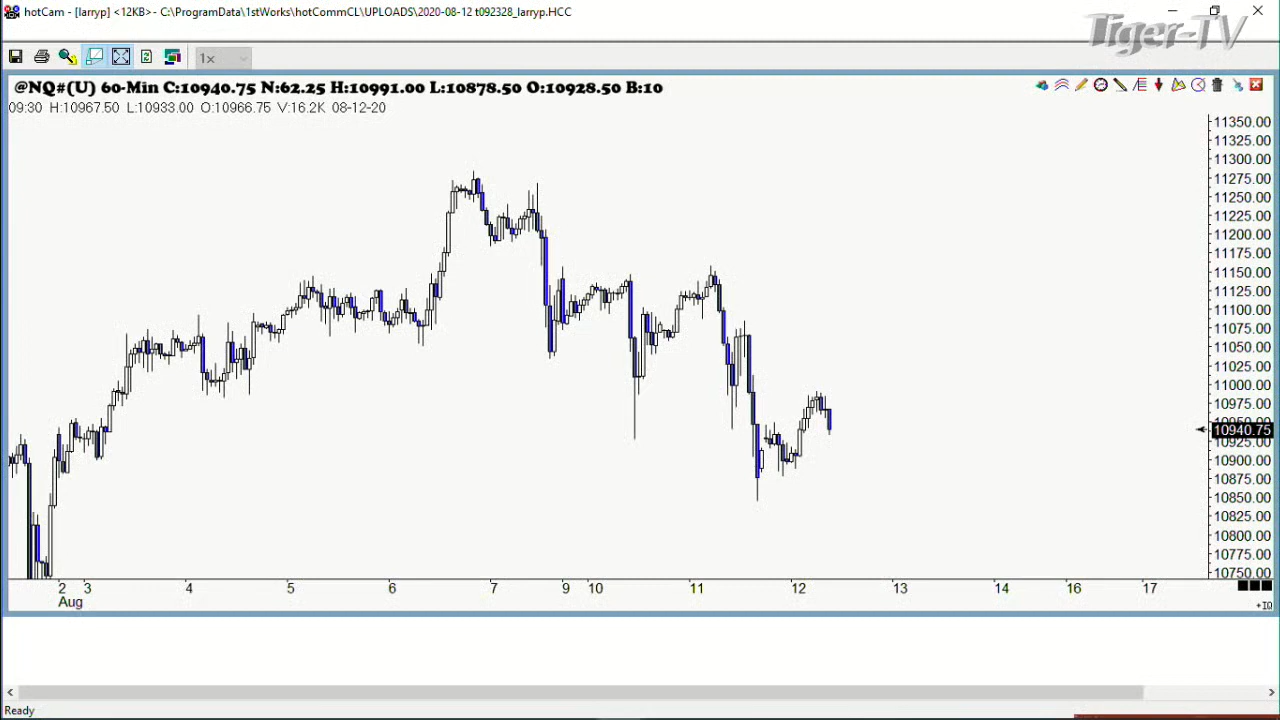 hotCam - [larryp] <12KB>- C:\ProgramData\1stWorks\hotCommCL\UPLOADS\2020-08-12 t092328_larryp.HCC
Tiger-TV
1x
@NQ#(U) 60-Min C:10940.75 N:62.25 H:10991.00 L:10878.50 O:10928.50 B:10
09:30 H:10967.50 L:10933.00 O:10966.75 V:16.2K 08-12-20
11350.00
11325.00
11300.00
11275.00
11250.00
11225.00
11200.00
11175.00
11150.00
11125.00
11100.00
11075.00
11050.00
11025.00
11000.00
10975.00
10940.75
10925.00
10900.00
10875.00
10850.00
10825.00
10800.00
10775.00
10750.00
2 3 4 5 6 7 9 10 11 12 13 14 16 17
Aug
+IQ
Ready